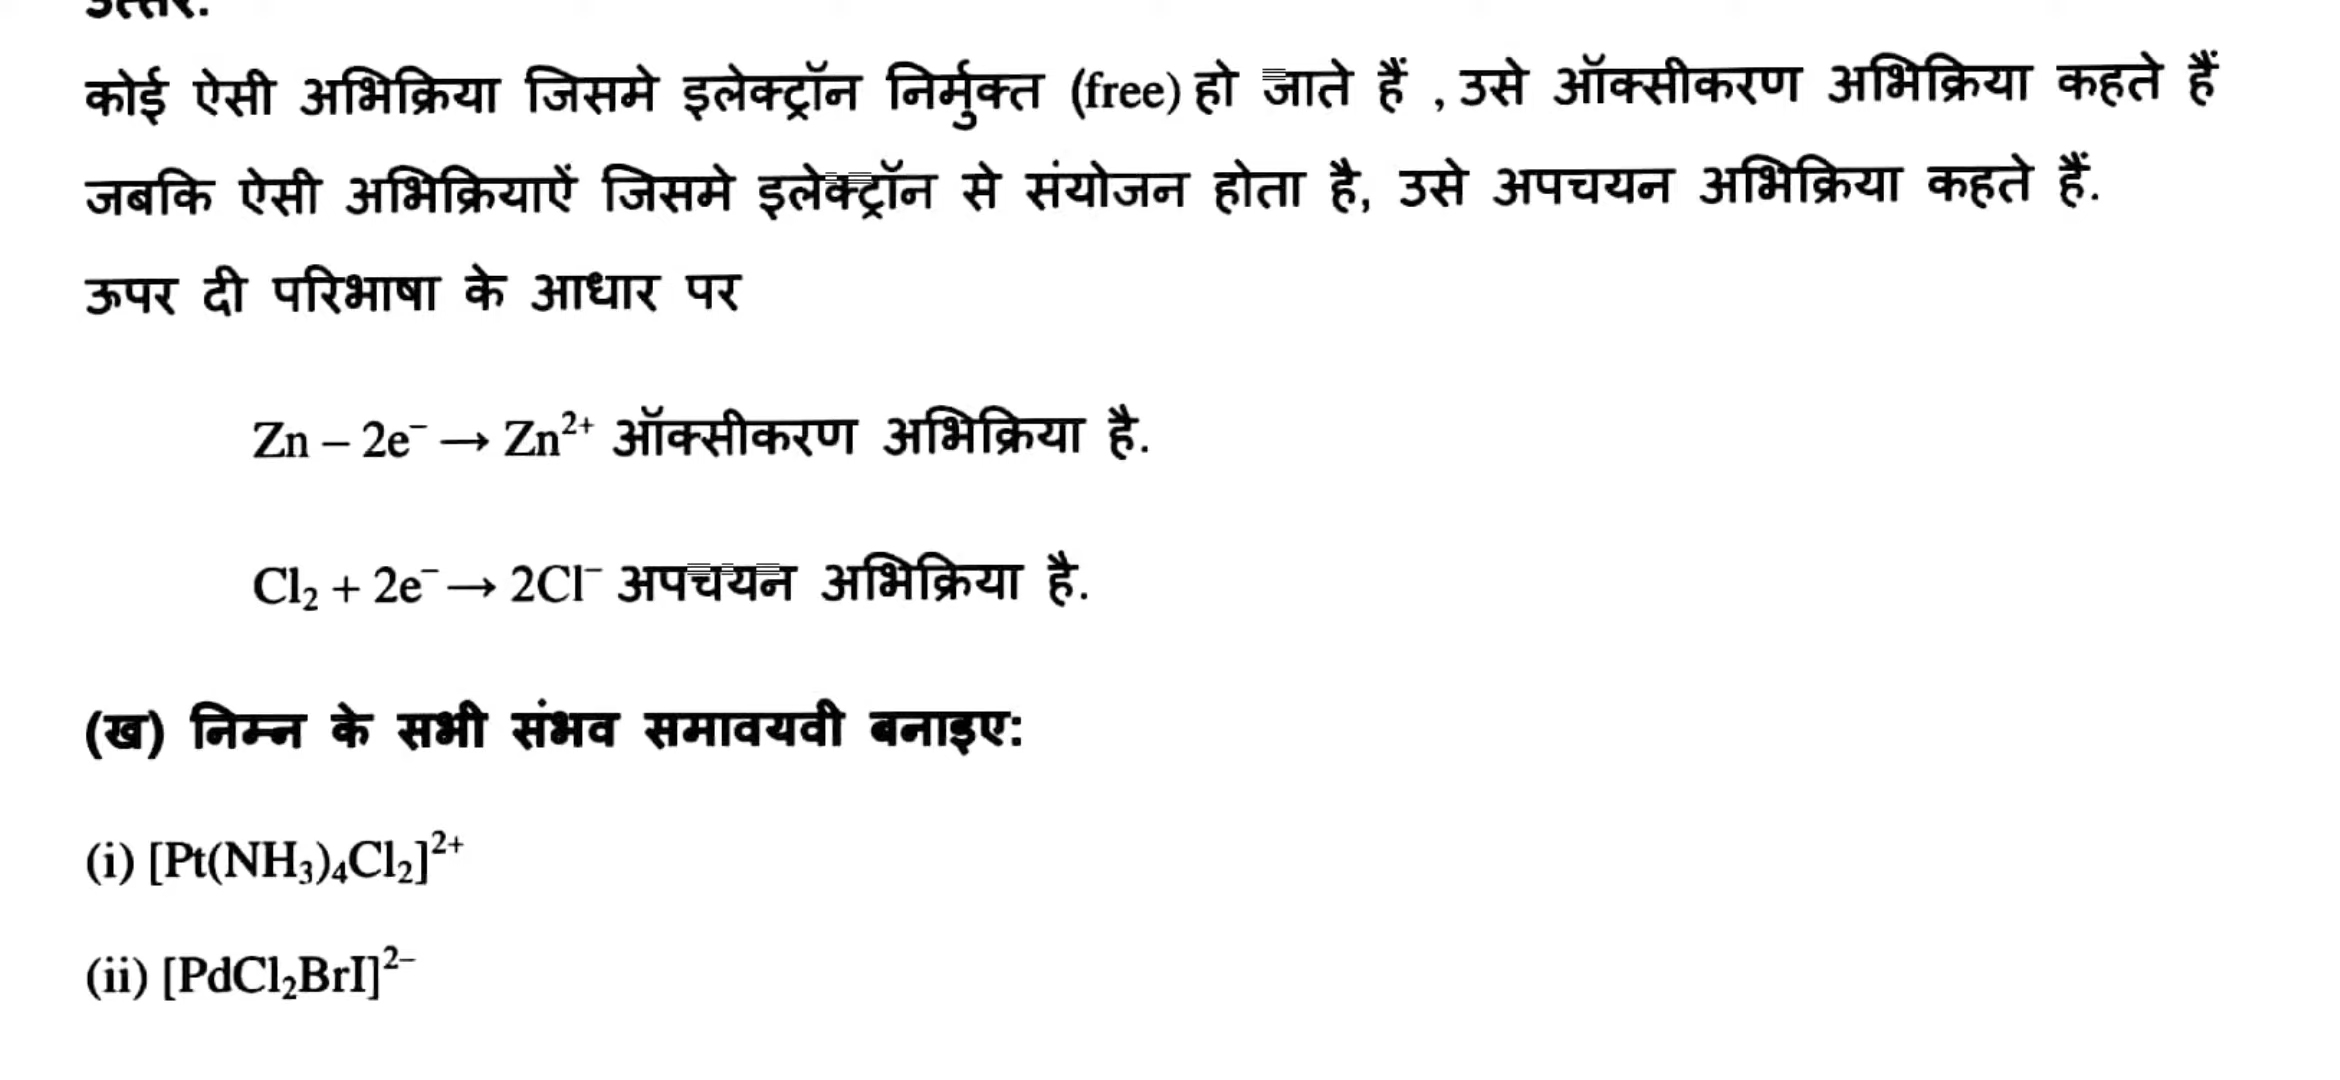 उत्तर:
कोई ऐसी अभिक्रिया जिसमे इलेक्ट्रॉन निर्मुक्त (free) हो जाते हैं , उसे ऑक्सीकरण अभिक्रिया कहते हैं
जबकि ऐसी अभिक्रियाऐं जिसमे इलेक्ट्रॉन से संयोजन होता है, उसे अपचयन अभिक्रिया कहते हैं.
ऊपर दी परिभाषा के आधार पर
Zn – 2e⁻ → Zn²⁺ ऑक्सीकरण अभिक्रिया है.
Cl₂ + 2e⁻ → 2Cl⁻ अपचयन अभिक्रिया है.
(ख) निम्न के सभी संभव समावयवी बनाइए:
(i) [Pt(NH₃)₄Cl₂]²⁺
(ii) [PdCl₂BrI]²⁻